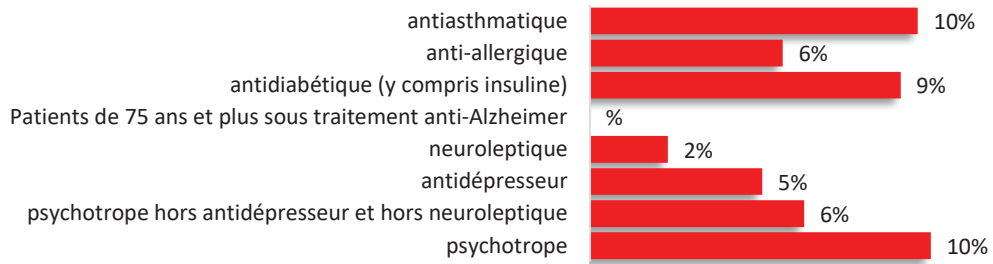 antiasthmatique 10%
anti-allergique 6%
antidiabétique (y compris insuline) 9%
Patients de 75 ans et plus sous traitement anti-Alzheimer %
neuroleptique 2%
antidépresseur 5%
psychotrope hors antidépresseur et hors neuroleptique 6%
psychotrope 10%